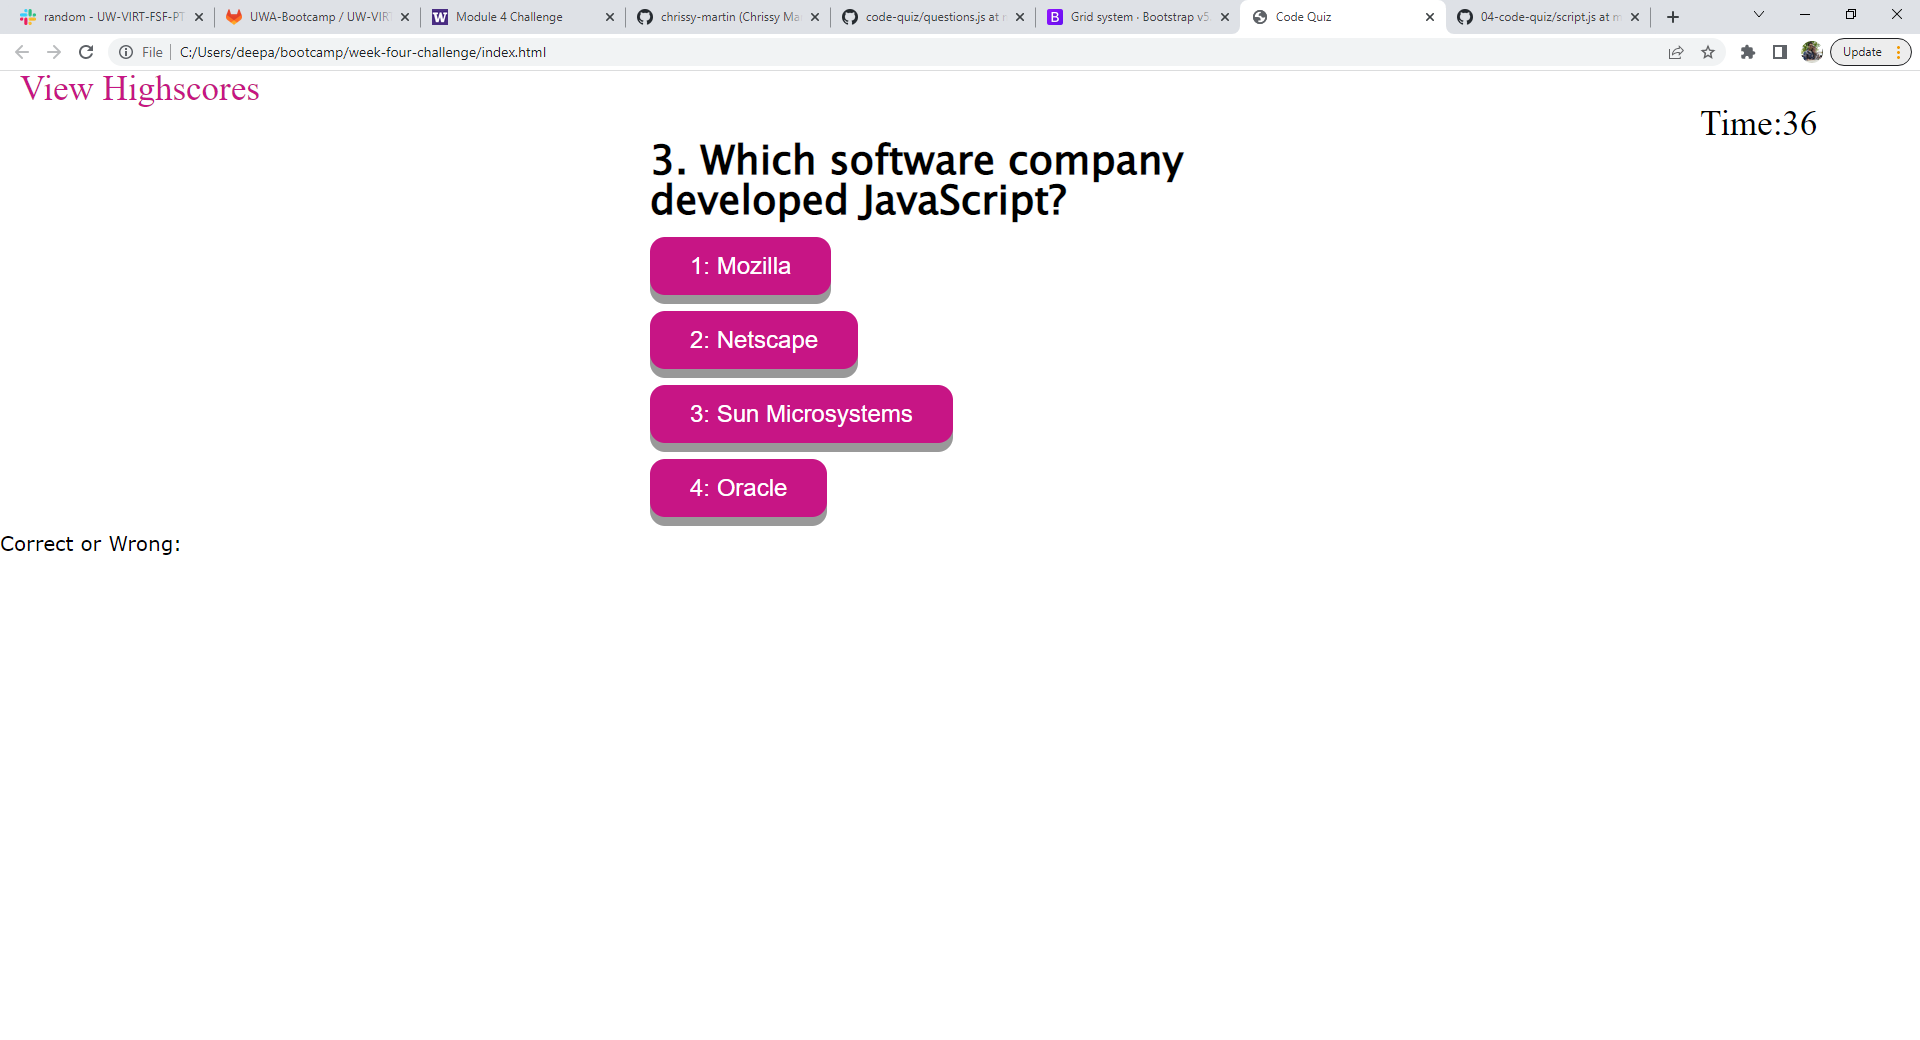 random - UW-VIRT-FSF-PT
UWA-Bootcamp / UW-VIR
Module 4 Challenge
chrissy-martin (Chrissy Ma
code-quiz/questions.js at
Grid system · Bootstrap v5.
Code Quiz
04-code-quiz/script.js at m
File
C:/Users/deepa/bootcamp/week-four-challenge/index.html
Update
View Highscores
Time:36
3. Which software company
developed JavaScript?
1: Mozilla
2: Netscape
3: Sun Microsystems
4: Oracle
Correct or Wrong: